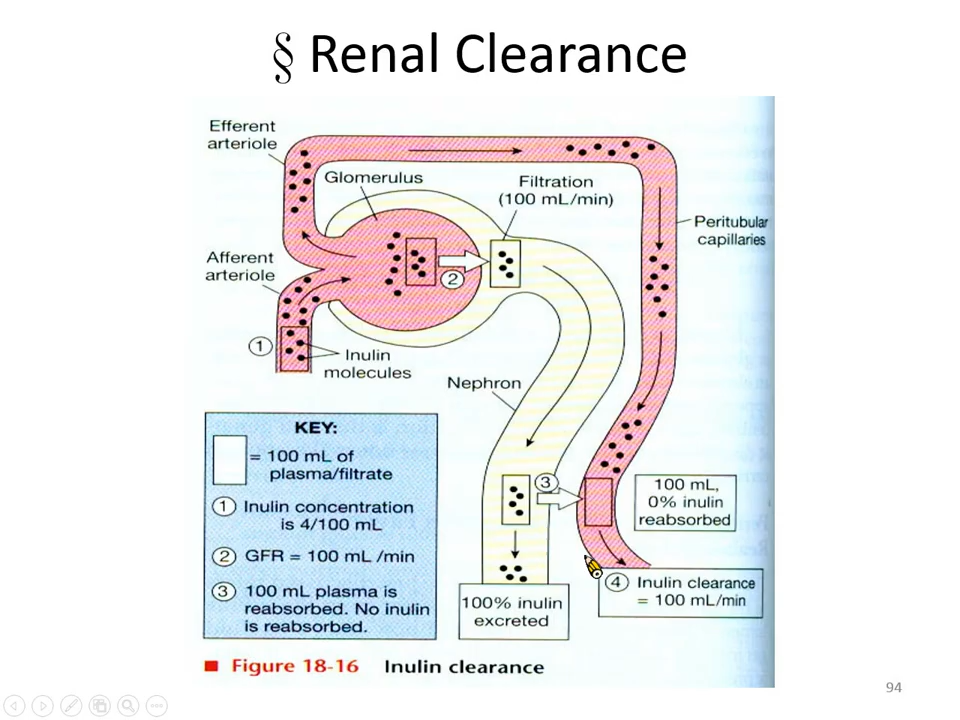 § Renal Clearance
Efferent
arteriole
Glomerulus
Filtration
(100 mL/min)
Peritubular
capillaries
Afferent
arteriole
2
1
Inulin
molecules
Nephron
KEY:
= 100 mL of
plasma/filtrate
1 Inulin concentration
is 4/100 mL
2 GFR = 100 mL /min
3 100 mL plasma is
reabsorbed. No inulin
is reabsorbed.
3
100 mL,
0% inulin
reabsorbed
100% inulin
excreted
4 Inulin clearance
= 100 mL/min
■ Figure 18-16 Inulin clearance
94